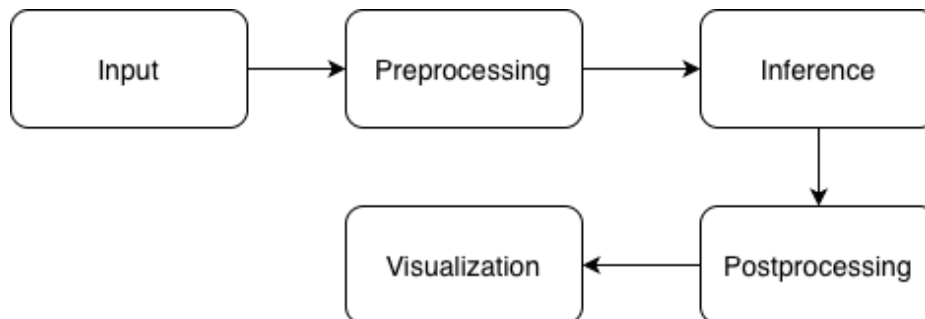 Input
Preprocessing
Inference
Visualization
Postprocessing